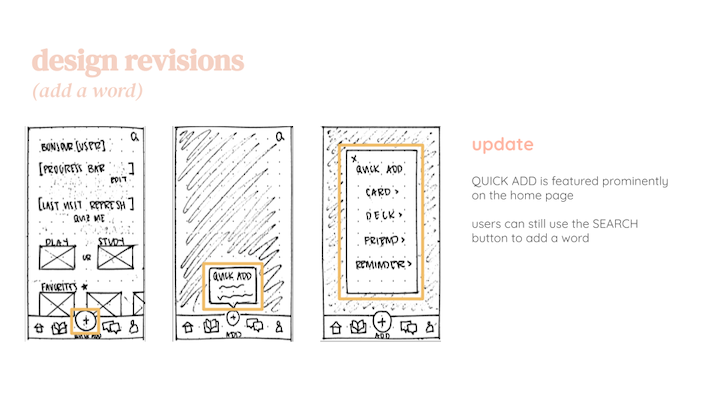 design revisions
(add a word)
BONJOUR [USER]
[PROGRESS BAR ]
EDIT
[LAST VISIT REFRESH]
QUIZ ME
PLAY OR STUDY
FAVORITES ★
QUICK ADD
QUICK ADD
ADD
x
QUICK ADD
CARD >
DECK >
FRIEND >
REMINDER >
ADD
update
QUICK ADD is featured prominently
on the home page
users can still use the SEARCH
button to add a word